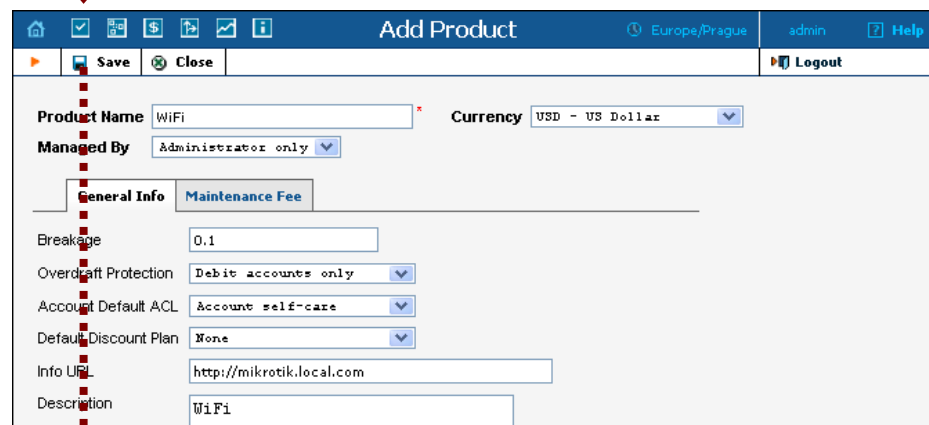 Add Product Europe/Prague admin ? Help
Save Close Logout
Product Name WiFi * Currency USD - US Dollar
Managed By Administrator only
General Info Maintenance Fee
Breakage 0.1
Overdraft Protection Debit accounts only
Account Default ACL Account self-care
Default Discount Plan None
Info URL http://mikrotik.local.com
Description WiFi